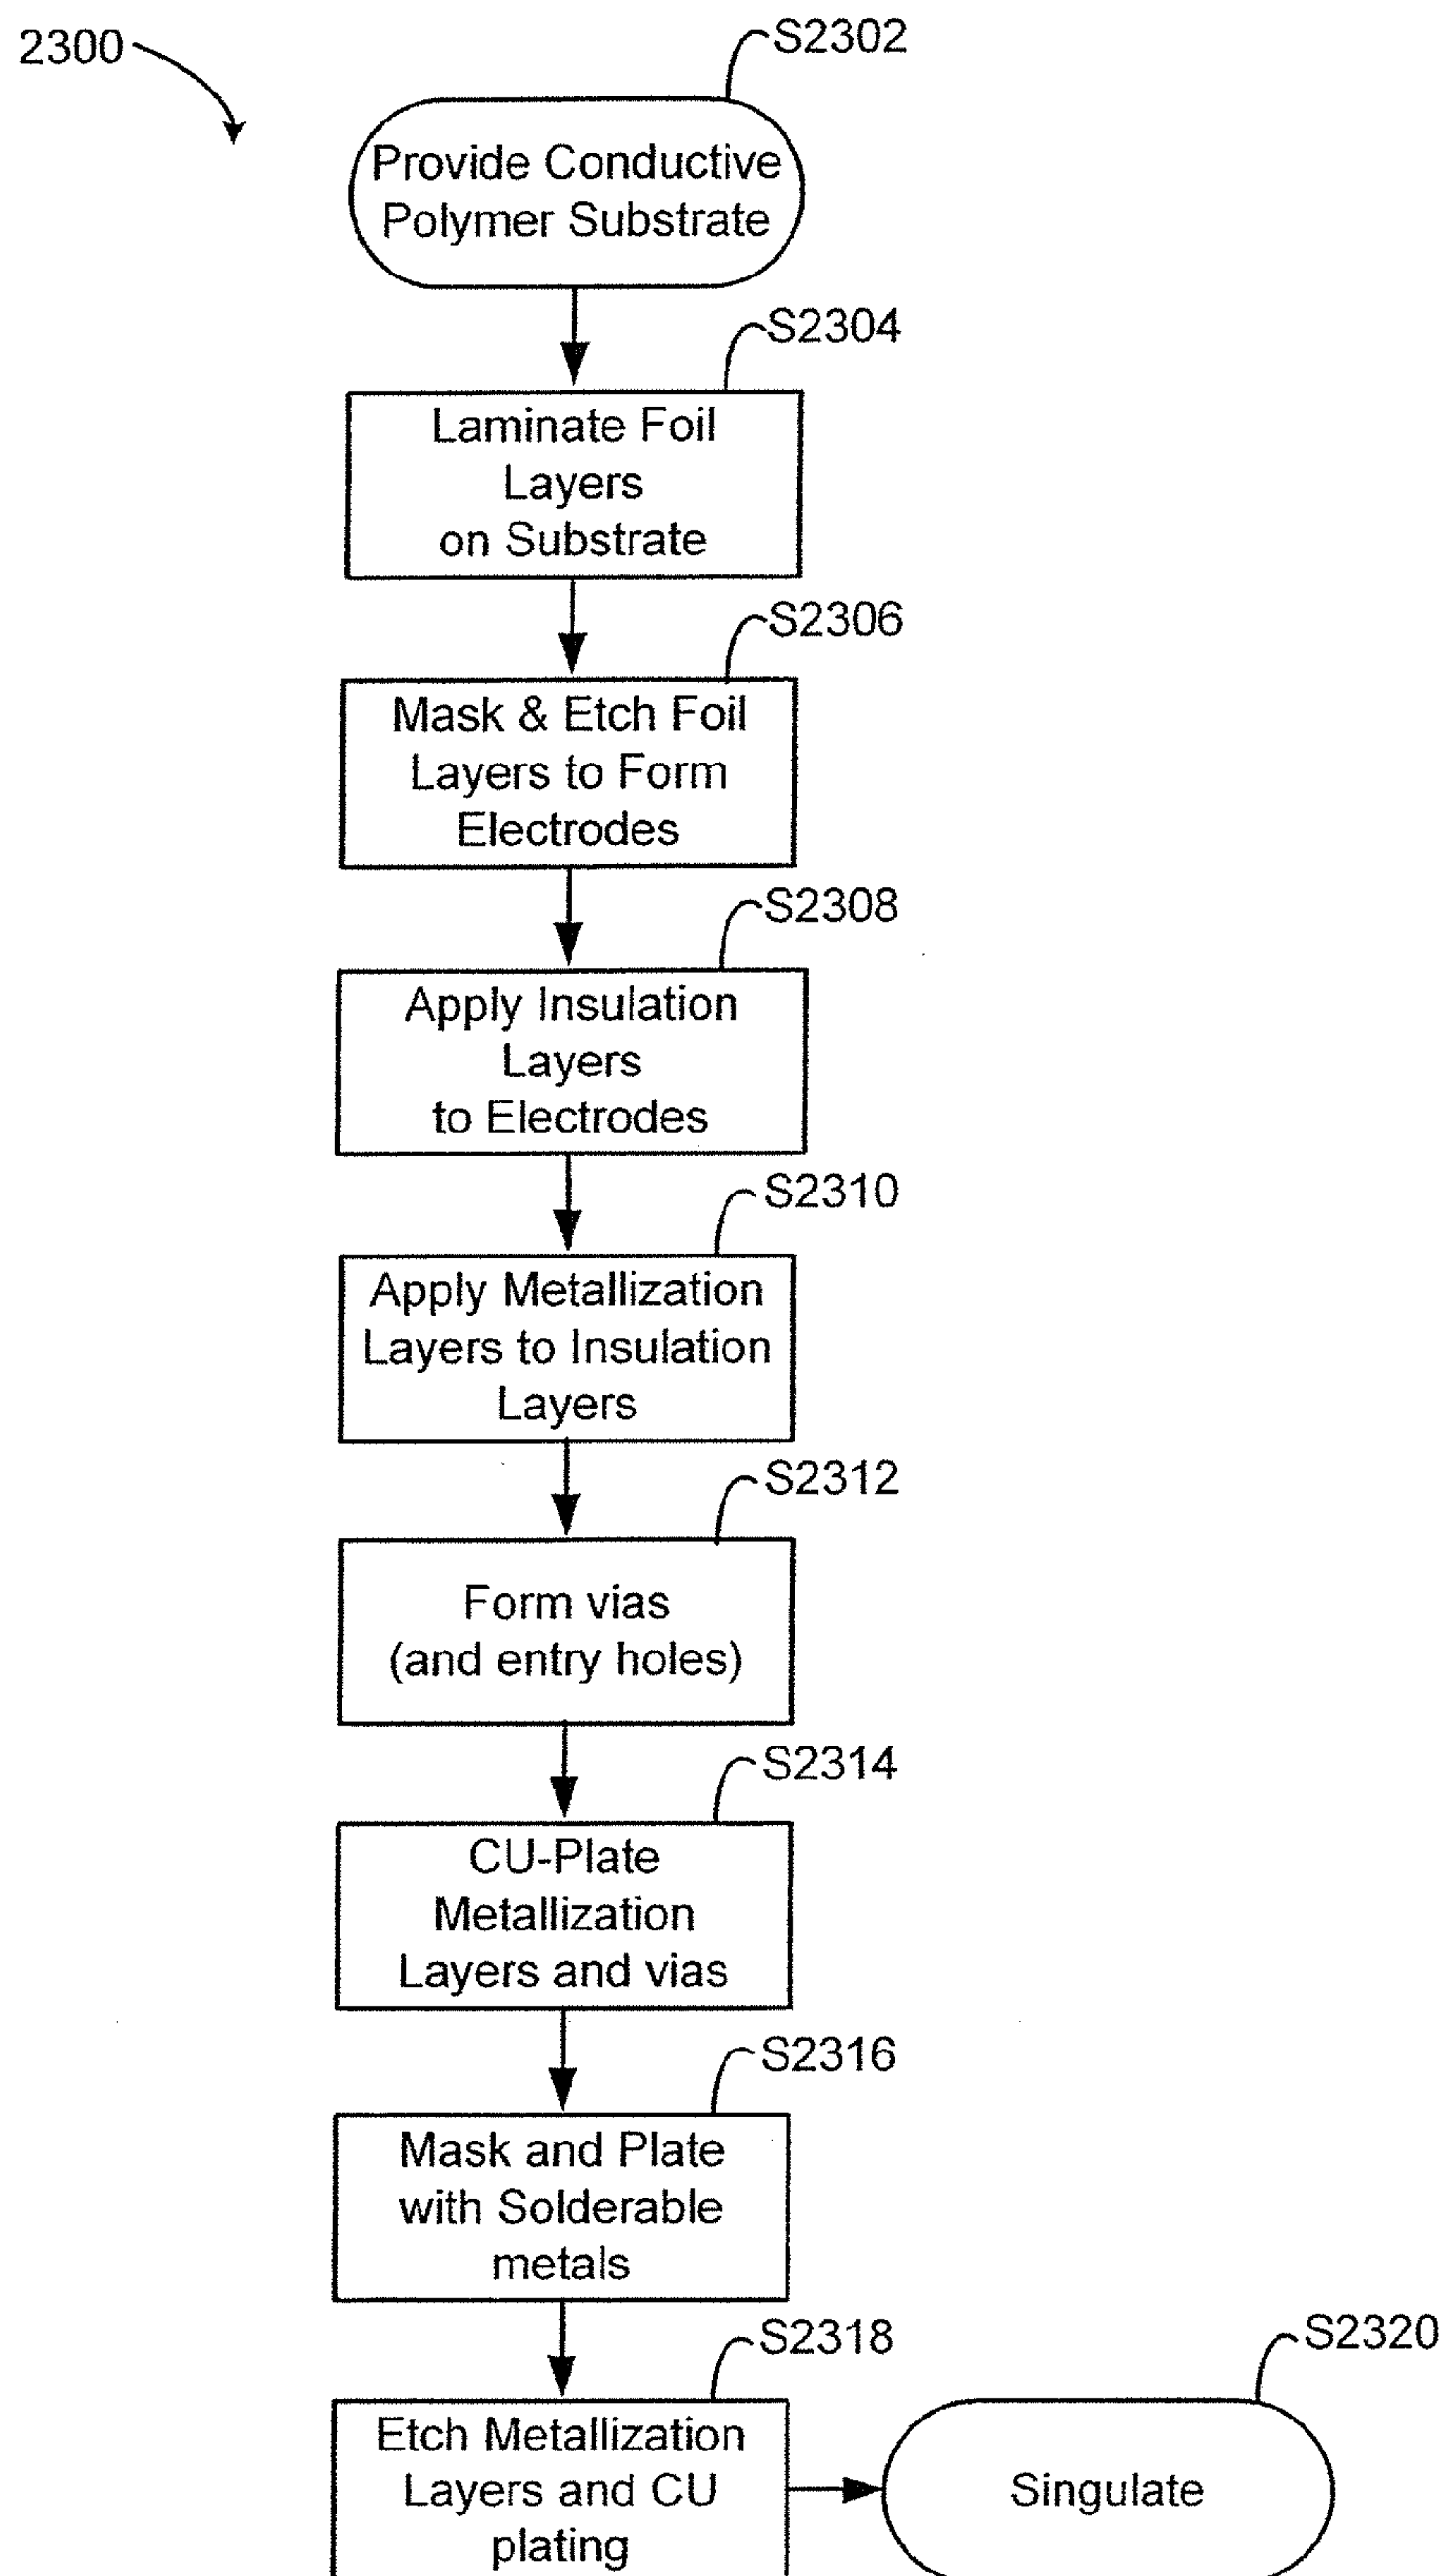 2300
S2302
Provide Conductive
Polymer Substrate
S2304
Laminate Foil
Layers
on Substrate
S2306
Mask & Etch Foil
Layers to Form
Electrodes
S2308
Apply Insulation
Layers
to Electrodes
S2310
Apply Metallization
Layers to Insulation
Layers
S2312
Form vias
(and entry holes)
S2314
CU-Plate
Metallization
Layers and vias
S2316
Mask and Plate
with Solderable
metals
S2318
Etch Metallization
Layers and CU
plating
S2320
Singulate